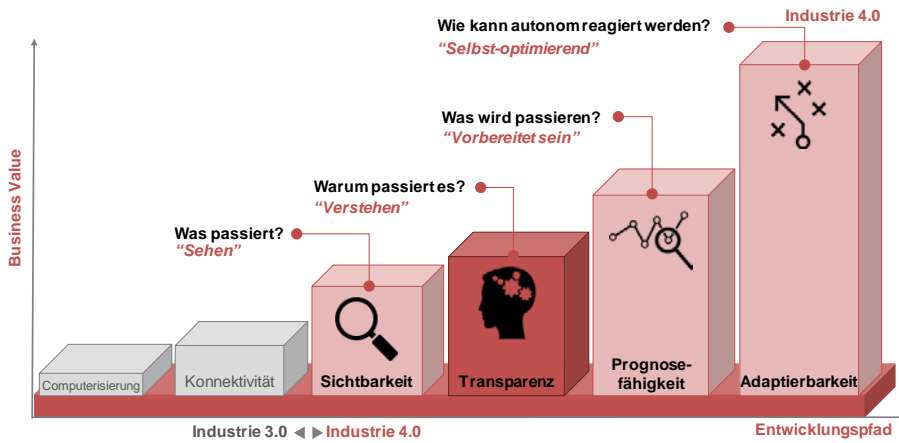 Wie kann autonom reagiert werden?
“Selbst-optimierend”
Industrie 4.0
Was wird passieren?
“Vorbereitet sein”
Warum passiert es?
“Verstehen”
Was passiert?
“Sehen”
Business Value
Computerisierung
Konnektivität
Sichtbarkeit
Transparenz
Prognose-
fähigkeit
Adaptierbarkeit
Industrie 3.0
Industrie 4.0
Entwicklungspfad